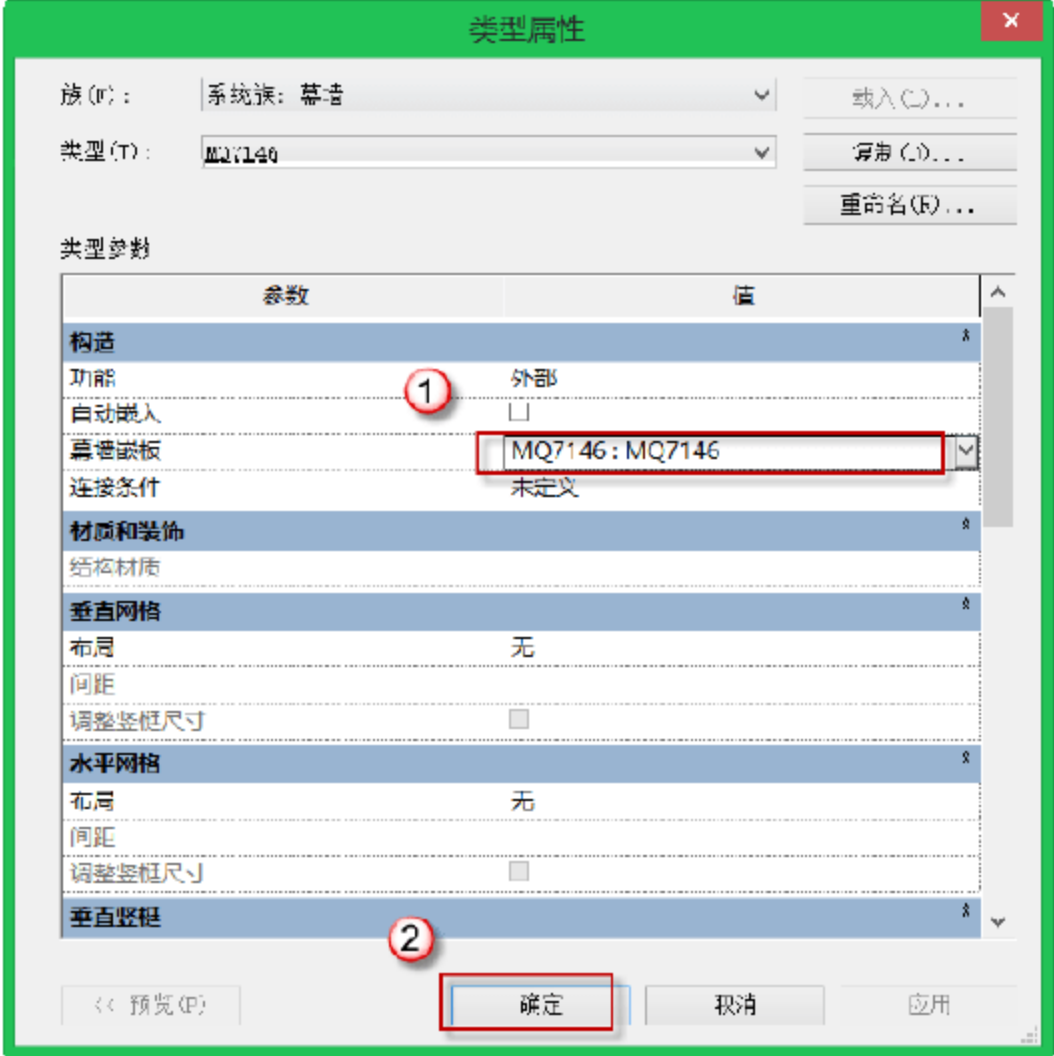 类型属性
族(F): 系统族: 幕墙 载入(L)...
类型(T): MQ7146 复制(D)...
重命名(R)...
类型参数
参数 值
构造
功能 外部
1
自动嵌入
幕墙嵌板 MQ7146 : MQ7146
连接条件 未定义
材质和装饰
结构材质
垂直网格
布局 无
间距
调整竖梃尺寸
水平网格
布局 无
间距
调整竖梃尺寸
垂直竖梃
2
<< 预览(P) 确定 取消 应用